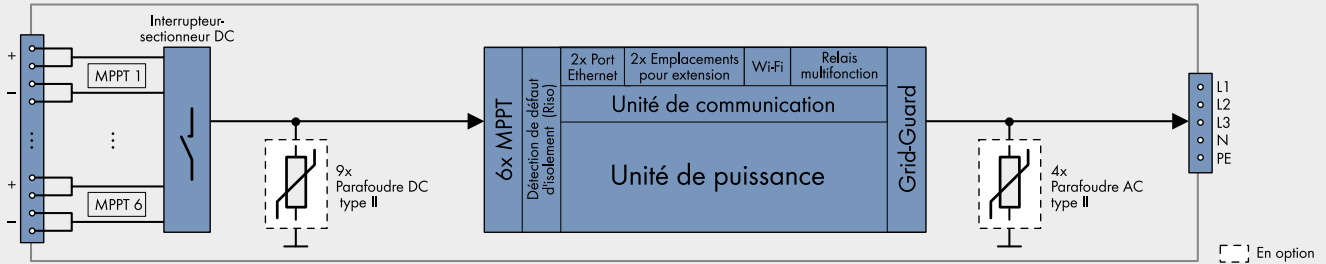 Interrupteur-
sectionneur DC
+
MPPT 1
–
...
...
+
MPPT 6
–
9x
Parafoudre DC
type II
6x MPPT
Détection de défaut
d'isolement (Riso)
2x Port
Ethernet
2x Emplacements
pour extension
Wi-Fi
Relais
multifonction
Unité de communication
Unité de puissance
Grid-Guard
4x
Parafoudre AC
type II
L1
L2
L3
N
PE
En option